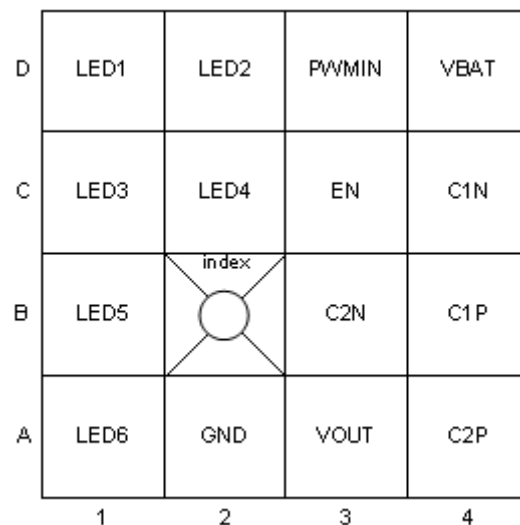 D LED1 LED2 PWMIN VBAT
C LED3 LED4 EN C1N
index
B LED5 C2N C1P
A LED6 GND VOUT C2P
1 2 3 4